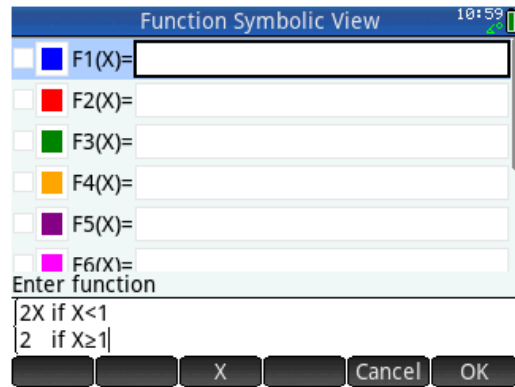 Function Symbolic View 10:59
F1(X)=
F2(X)=
F3(X)=
F4(X)=
F5(X)=
F6(X)=
Enter function
2X if X<1
2 if X≥1
X Cancel OK